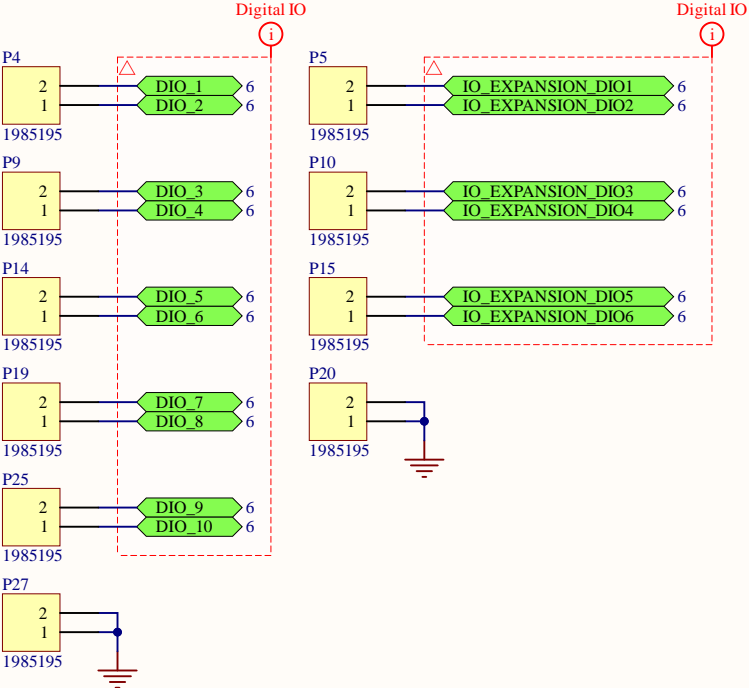 Digital IO
i
P4
2
DIO_1
6
1
DIO_2
6
1985195
P9
2
DIO_3
6
1
DIO_4
6
1985195
P14
2
DIO_5
6
1
DIO_6
6
1985195
P19
2
DIO_7
6
1
DIO_8
6
1985195
P25
2
DIO_9
6
1
DIO_10
6
1985195
P27
2
1
1985195
Digital IO
i
P5
2
IO_EXPANSION_DIO1
6
1
IO_EXPANSION_DIO2
6
1985195
P10
2
IO_EXPANSION_DIO3
6
1
IO_EXPANSION_DIO4
6
1985195
P15
2
IO_EXPANSION_DIO5
6
1
IO_EXPANSION_DIO6
6
1985195
P20
2
1
1985195